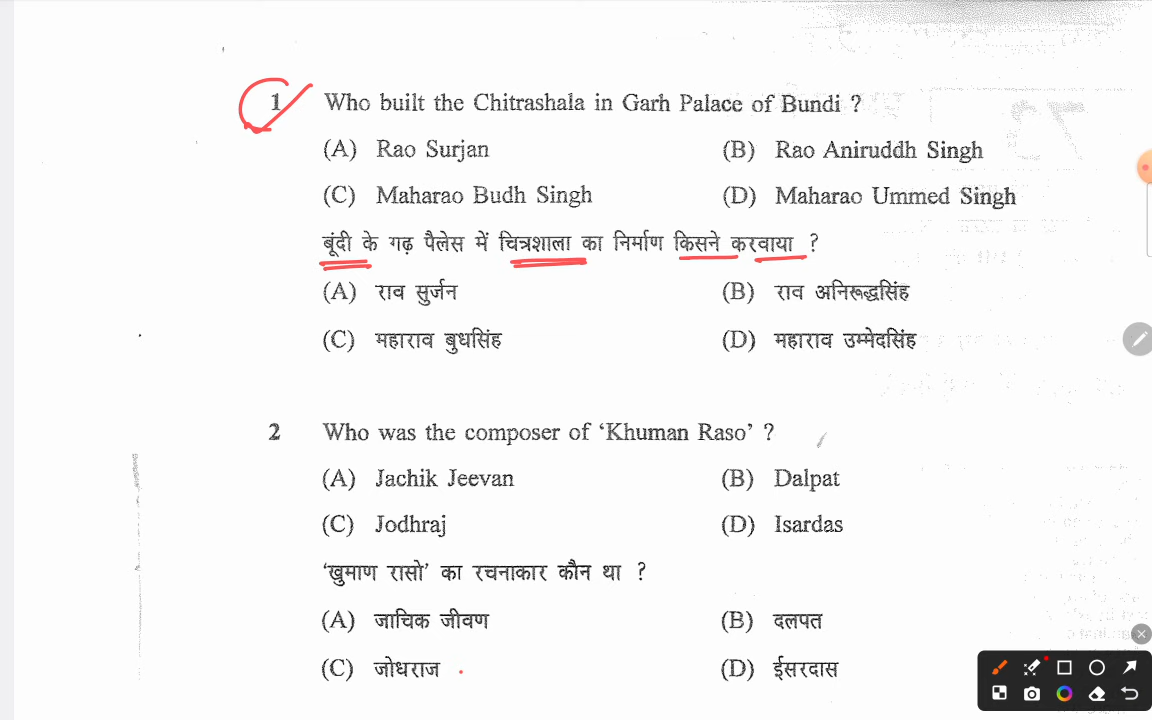 1 Who built the Chitrashala in Garh Palace of Bundi ?
(A) Rao Surjan (B) Rao Aniruddh Singh
(C) Maharao Budh Singh (D) Maharao Ummed Singh
बूंदी के गढ़ पैलेस में चित्रशाला का निर्माण किसने करवाया ?
(A) राव सुर्जन (B) राव अनिरूद्धसिंह
(C) महाराव बुधसिंह (D) महाराव उम्मेदसिंह
2 Who was the composer of ‘Khuman Raso’ ?
(A) Jachik Jeevan (B) Dalpat
(C) Jodhraj (D) Isardas
‘खुमाण रासो’ का रचनाकार कौन था ?
(A) जाचिक जीवण (B) दलपत
(C) जोधराज (D) ईसरदास